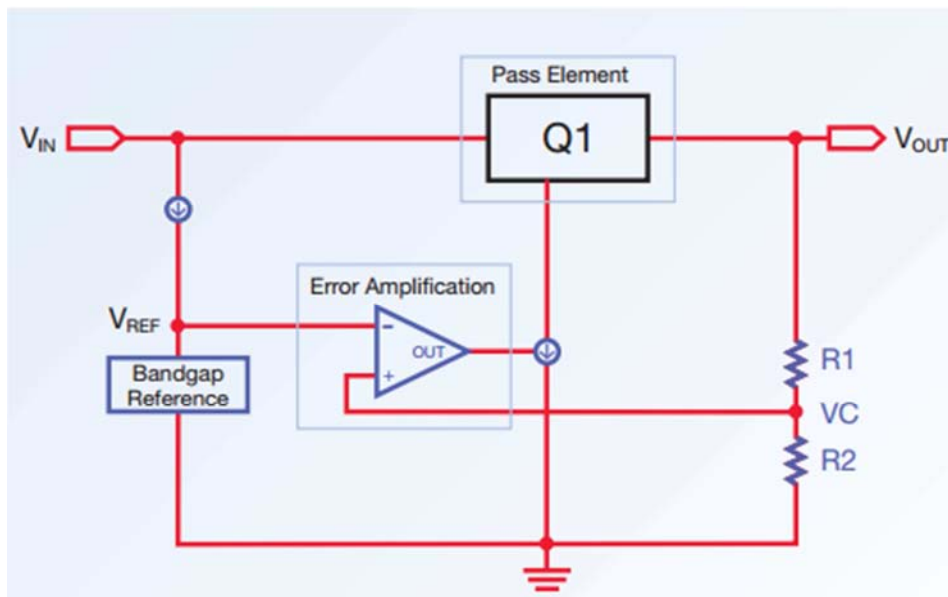 Pass Element
Q1
VIN
VOUT
Error Amplification
VREF
-
OUT
+
Bandgap
Reference
R1
VC
R2